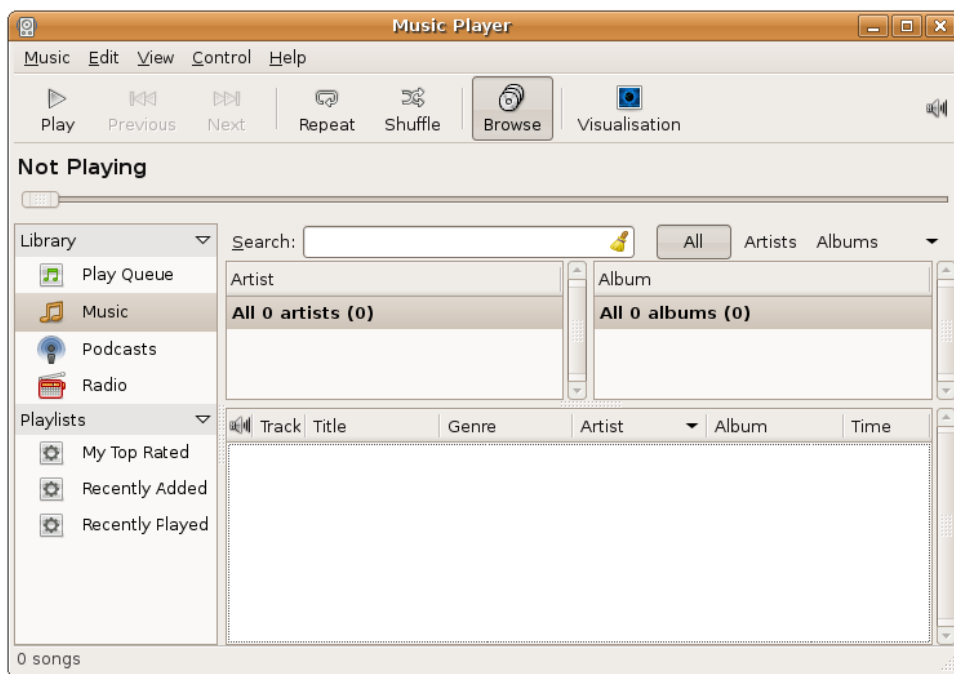 Music Player
Music Edit View Control Help
Play Previous Next Repeat Shuffle Browse Visualisation
Not Playing
Library
Search: All Artists Albums
Play Queue
Music
Podcasts
Radio
Artist Album
All 0 artists (0) All 0 albums (0)
Playlists
My Top Rated
Recently Added
Recently Played
Track Title Genre Artist Album Time
0 songs